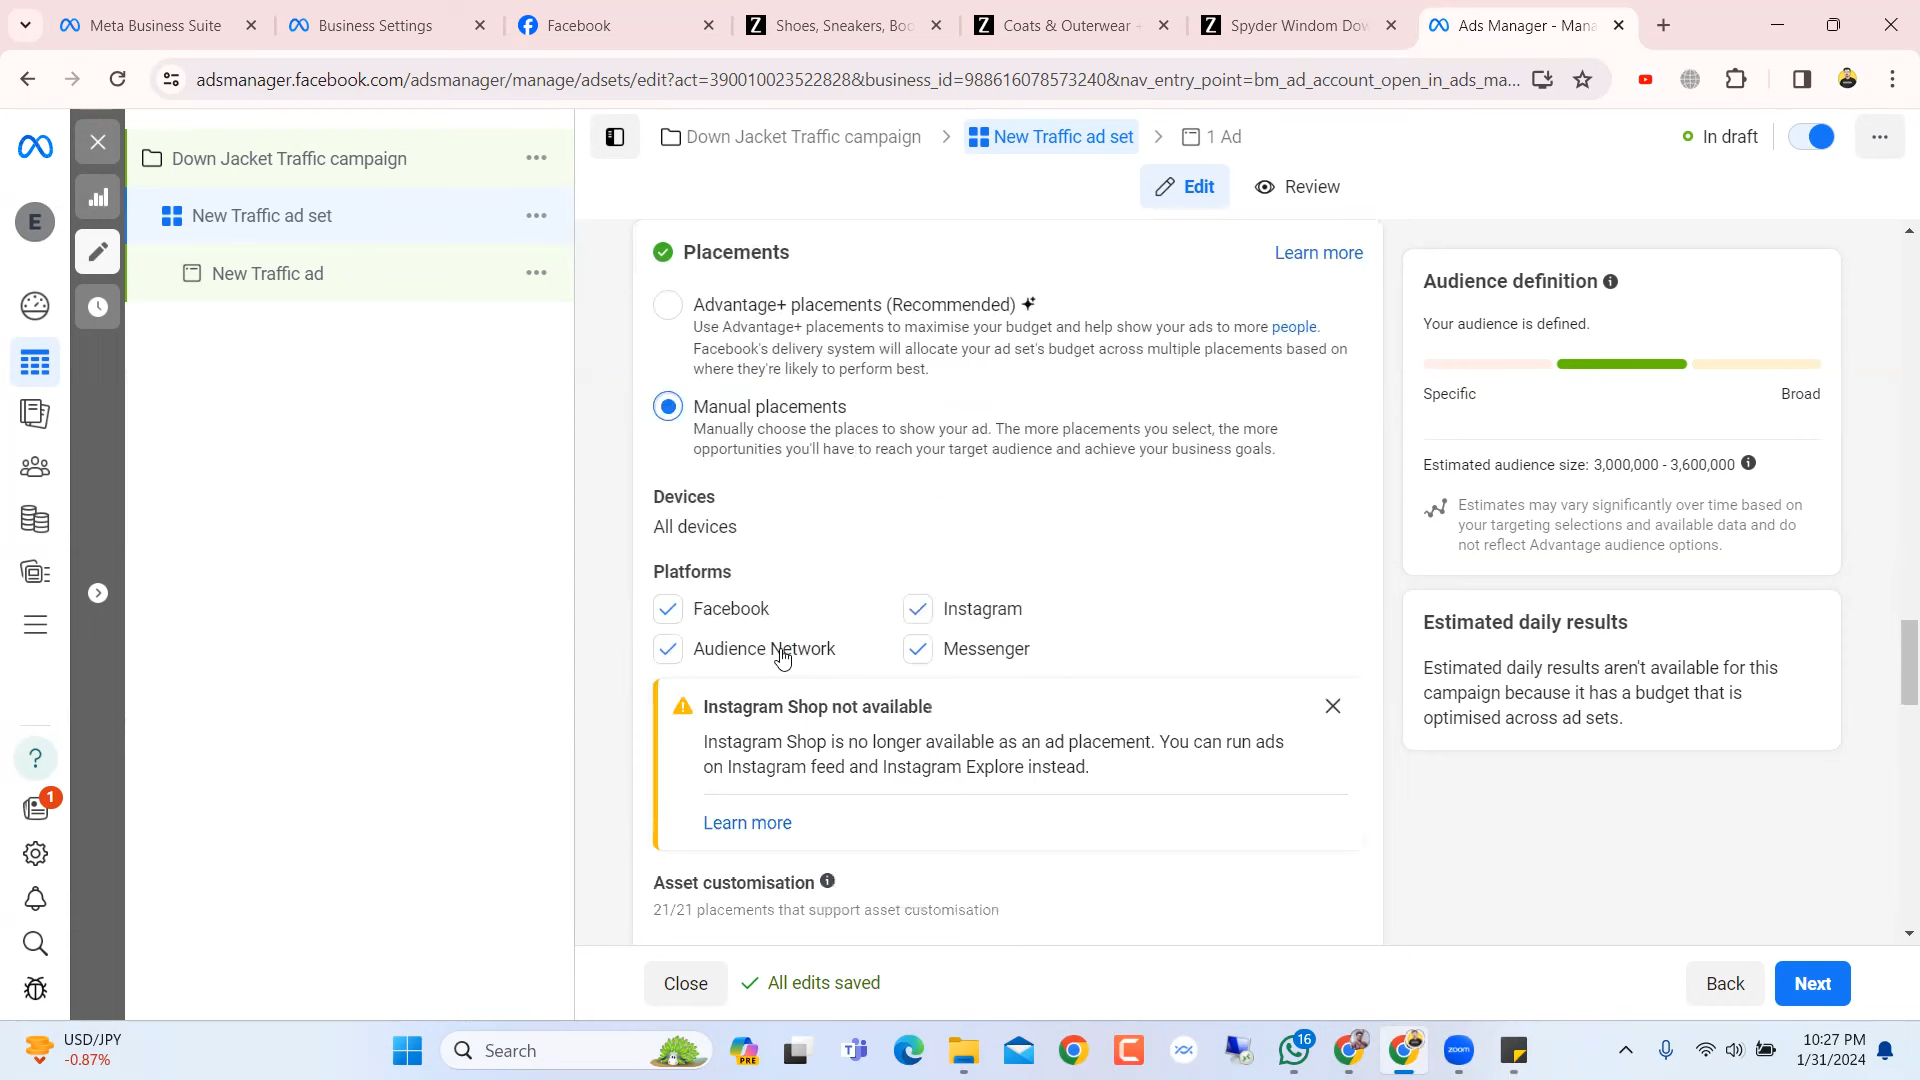 Meta Business Suite
Business Settings
Facebook
Shoes, Sneakers, Boo
Coats & Outerwear +
Spyder Windom Dow
Ads Manager - Mana
adsmanager.facebook.com/adsmanager/manage/adsets/edit?act=390010023522828&business_id=988616078573240&nav_entry_point=bm_ad_account_open_in_ads_ma...
Down Jacket Traffic campaign
New Traffic ad set
New Traffic ad
E
?
1
Down Jacket Traffic campaign
New Traffic ad set
1 Ad
In draft
Edit
Review
Placements
Learn more
Advantage+ placements (Recommended)
Use Advantage+ placements to maximise your budget and help show your ads to more people.
Facebook's delivery system will allocate your ad set's budget across multiple placements based on
where they're likely to perform best.
Manual placements
Manually choose the places to show your ad. The more placements you select, the more
opportunities you'll have to reach your target audience and achieve your business goals.
Devices
All devices
Platforms
Facebook
Instagram
Audience Network
Messenger
Instagram Shop not available
Instagram Shop is no longer available as an ad placement. You can run ads
on Instagram feed and Instagram Explore instead.
Learn more
Asset customisation
21/21 placements that support asset customisation
Audience definition
Your audience is defined.
Specific
Broad
Estimated audience size: 3,000,000 - 3,600,000
Estimates may vary significantly over time based on
your targeting selections and available data and do
not reflect Advantage audience options.
Estimated daily results
Estimated daily results aren't available for this
campaign because it has a budget that is
optimised across ad sets.
Close
All edits saved
Back
Next
USD/JPY
-0.87%
Search
PRE
16
zoom
10:27 PM
1/31/2024